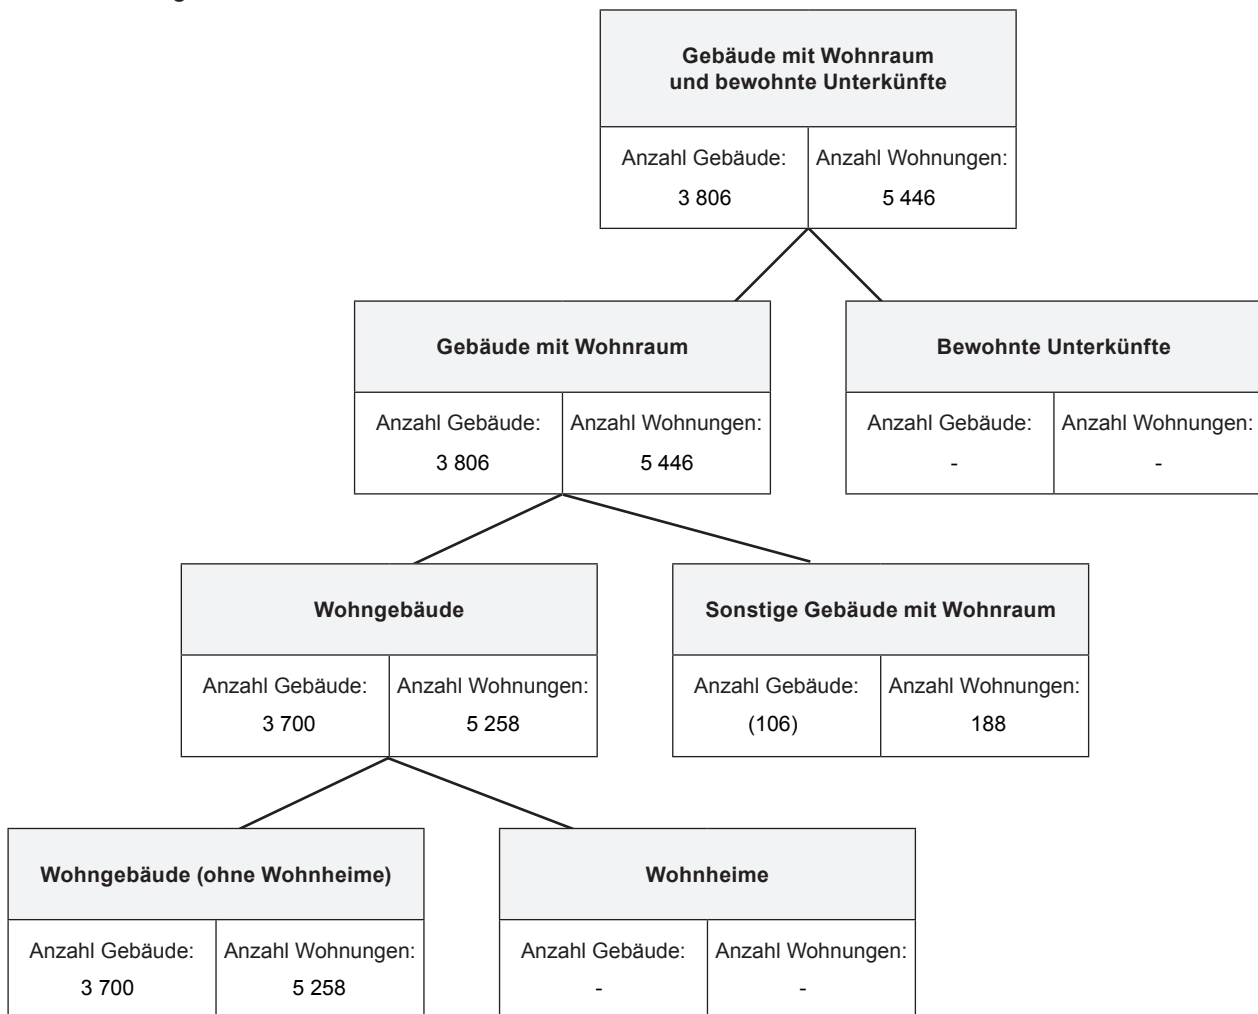 Gebäude mit Wohnraum
und bewohnte Unterkünfte
Anzahl Gebäude: Anzahl Wohnungen:
3 806 5 446
Gebäude mit Wohnraum Bewohnte Unterkünfte
Anzahl Gebäude: Anzahl Wohnungen: Anzahl Gebäude: Anzahl Wohnungen:
3 806 5 446 - -
Wohngebäude Sonstige Gebäude mit Wohnraum
Anzahl Gebäude: Anzahl Wohnungen: Anzahl Gebäude: Anzahl Wohnungen:
3 700 5 258 (106) 188
Wohngebäude (ohne Wohnheime) Wohnheime
Anzahl Gebäude: Anzahl Wohnungen: Anzahl Gebäude: Anzahl Wohnungen:
3 700 5 258 - -